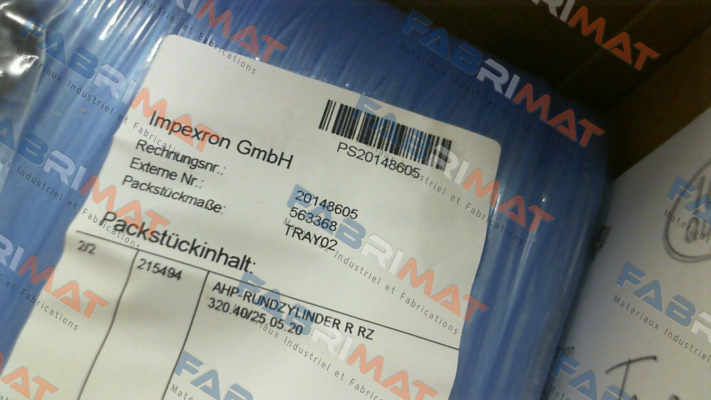 PS20148605
Impexron GmbH
Rechnungsnr.: 20148605
Externe Nr.: 563368
Packstückmaße: TRAY02
Packstückinhalt:
2/2 215494 AHP-RUNDZYLINDER R RZ
320.40/25.05.20
FABRIMAT
Materiaux Industriel et Fabrications